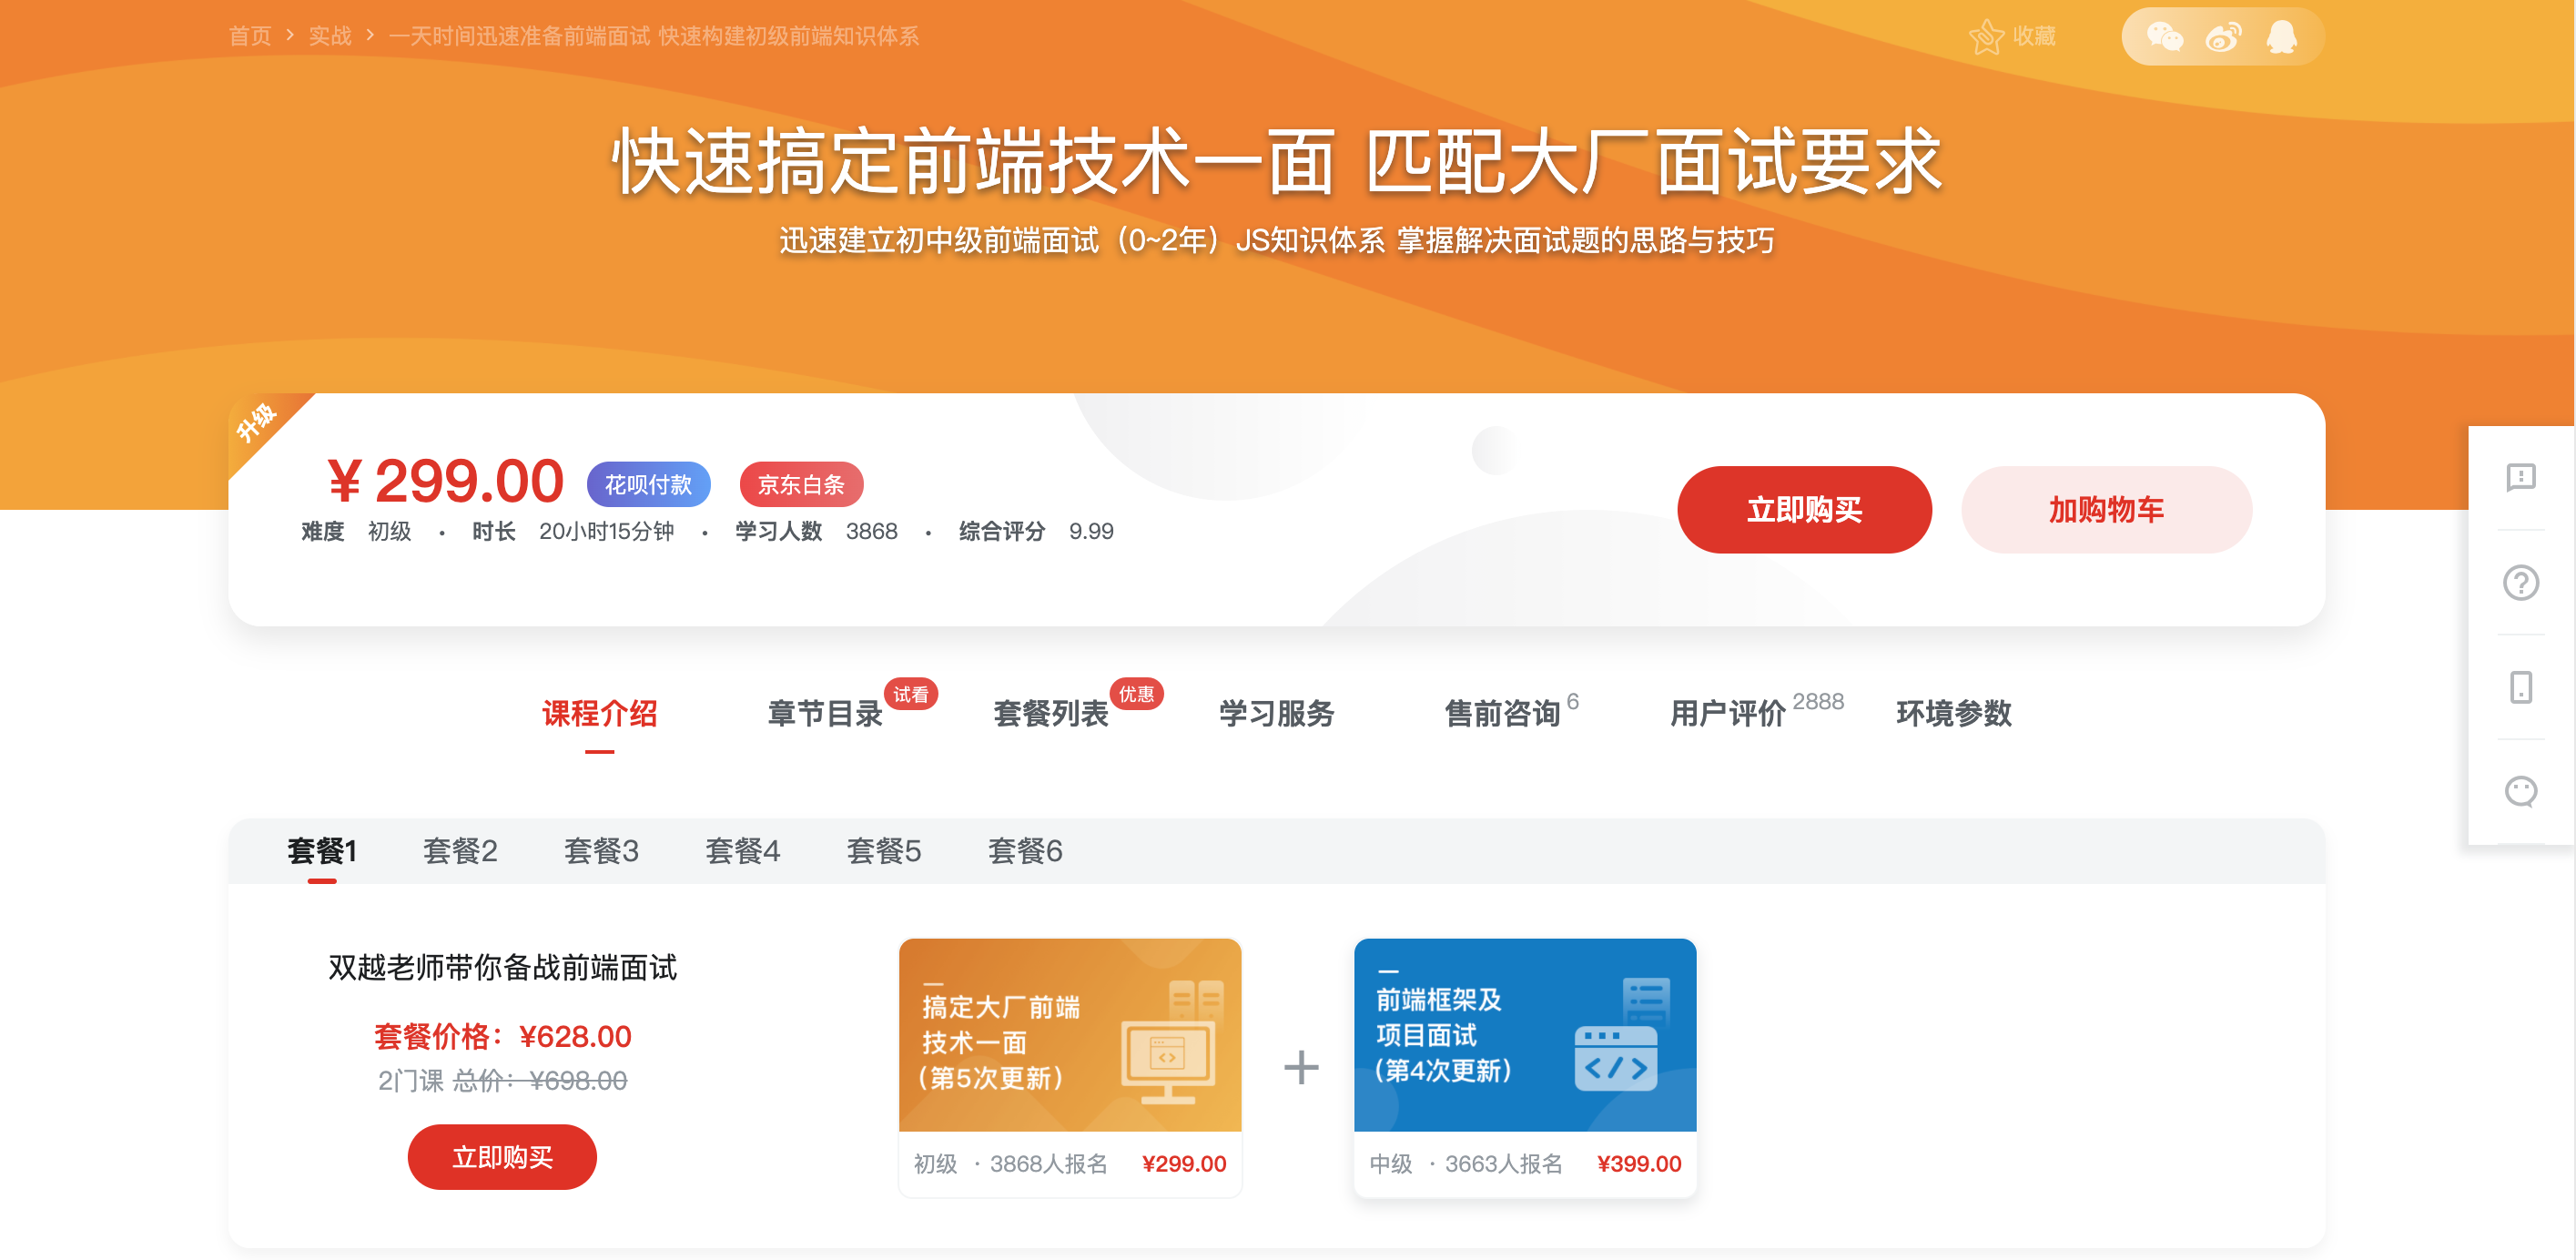 首页 › 实战 › 一天时间迅速准备前端面试 快速构建初级前端知识体系
收藏
快速搞定前端技术一面 匹配大厂面试要求
迅速建立初中级前端面试（0~2年）JS知识体系 掌握解决面试题的思路与技巧
升级
¥ 299.00 花呗付款 京东白条
难度 初级 · 时长 20小时15分钟 · 学习人数 3868 · 综合评分 9.99
立即购买 加购物车
课程介绍 章节目录 试看 套餐列表 优惠 学习服务 售前咨询 6 用户评价 2888 环境参数
套餐1 套餐2 套餐3 套餐4 套餐5 套餐6
双越老师带你备战前端面试
套餐价格：¥628.00
2门课 总价：¥698.00
立即购买
搞定大厂前端
技术一面
（第5次更新）
初级 · 3868人报名 ¥299.00
+
前端框架及
项目面试
（第4次更新）
中级 · 3663人报名 ¥399.00